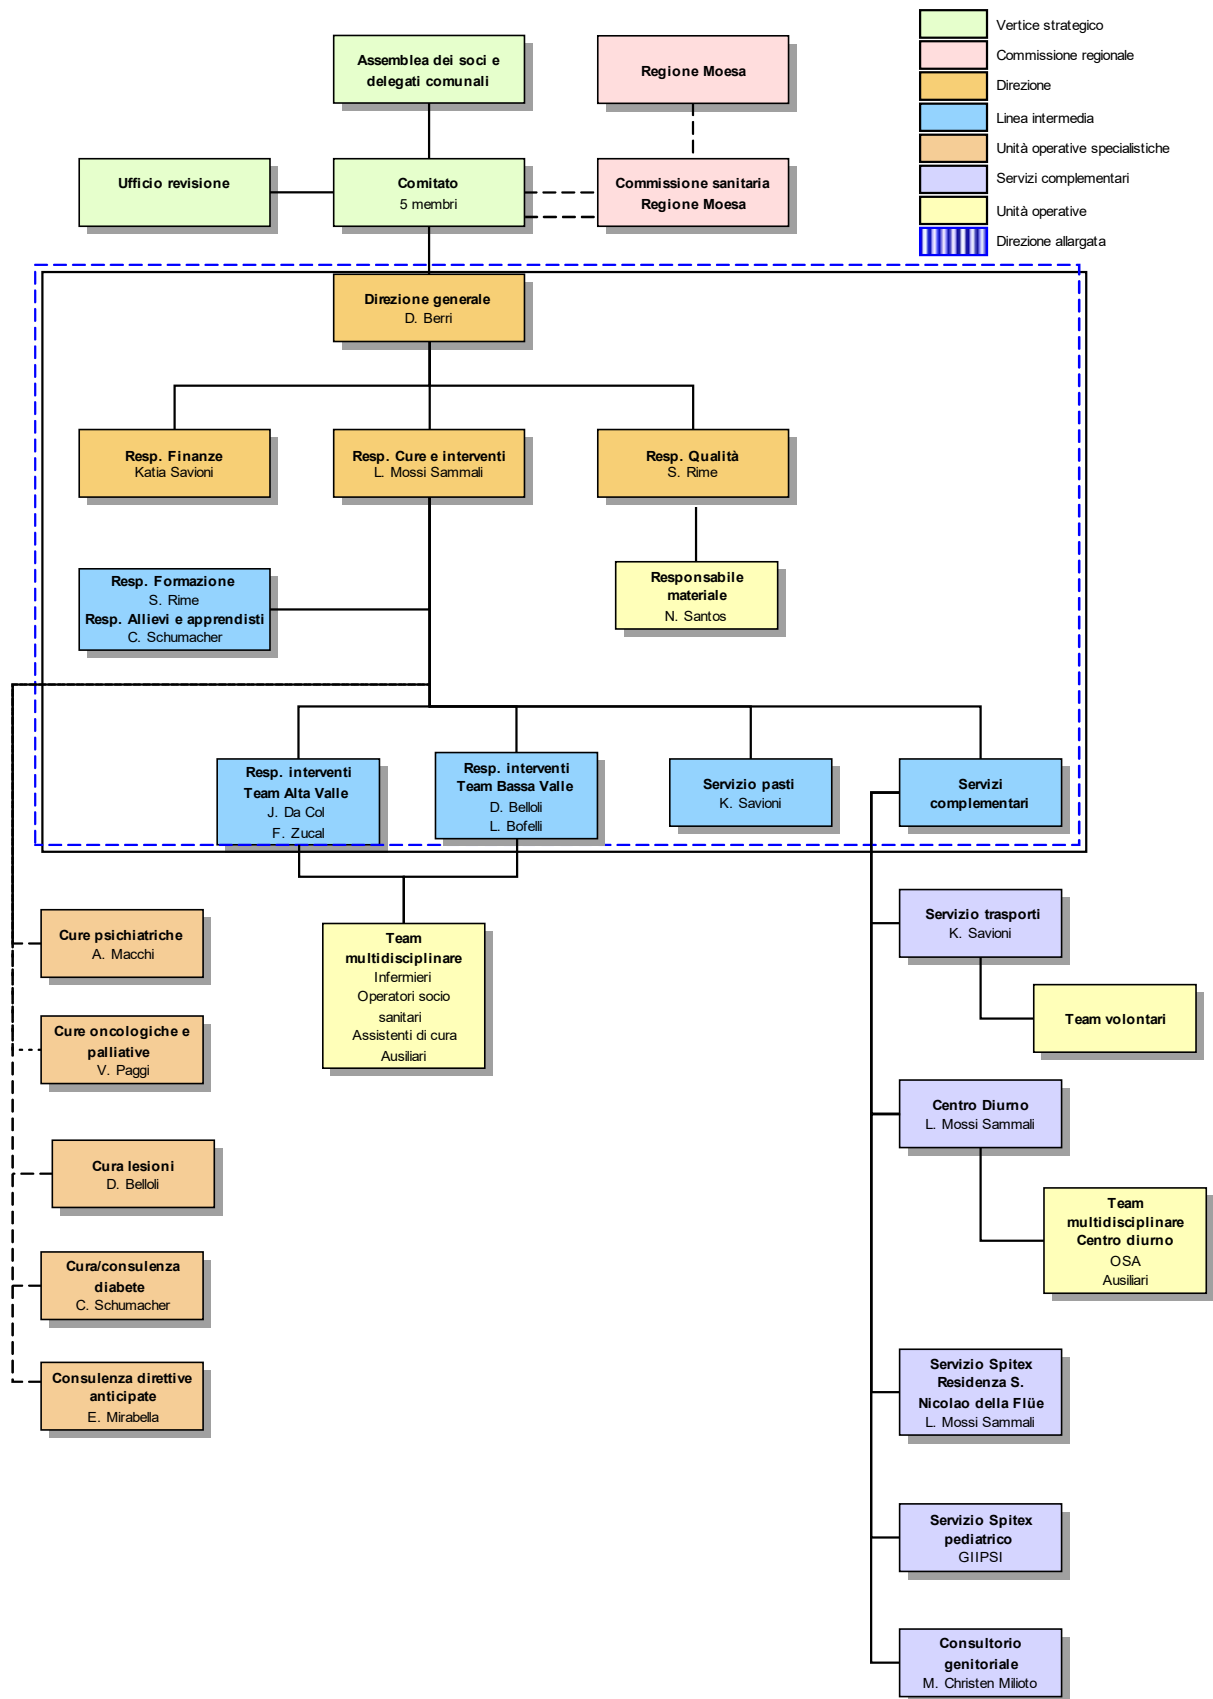 Assemblea dei soci e
delegati comunali
Regione Moesa
Vertice strategico
Commissione regionale
Direzione
Linea intermedia
Unità operative specialistiche
Servizi complementari
Unità operative
Direzione allargata
Ufficio revisione
Comitato
5 membri
Commissione sanitaria
Regione Moesa
Direzione generale
D. Berri
Resp. Finanze
Katia Savioni
Resp. Cure e interventi
L. Mossi Sammali
Resp. Qualità
S. Rime
Resp. Formazione
S. Rime
Resp. Allievi e apprendisti
C. Schumacher
Responsabile
materiale
N. Santos
Resp. interventi
Team Alta Valle
J. Da Col
F. Zucal
Resp. interventi
Team Bassa Valle
D. Belloli
L. Bofelli
Servizio pasti
K. Savioni
Servizi
complementari
Cure psichiatriche
A. Macchi
Cure oncologiche e
palliative
V. Paggi
Cura lesioni
D. Belloli
Cura/consulenza
diabete
C. Schumacher
Consulenza direttive
anticipate
E. Mirabella
Team
multidisciplinare
Infermieri
Operatori socio
sanitari
Assistenti di cura
Ausiliari
Servizio trasporti
K. Savioni
Team volontari
Centro Diurno
L. Mossi Sammali
Team
multidisciplinare
Centro diurno
OSA
Ausiliari
Servizio Spitex
Residenza S.
Nicolao della Flüe
L. Mossi Sammali
Servizio Spitex
pediatrico
GIIPSI
Consultorio
genitoriale
M. Christen Milioto